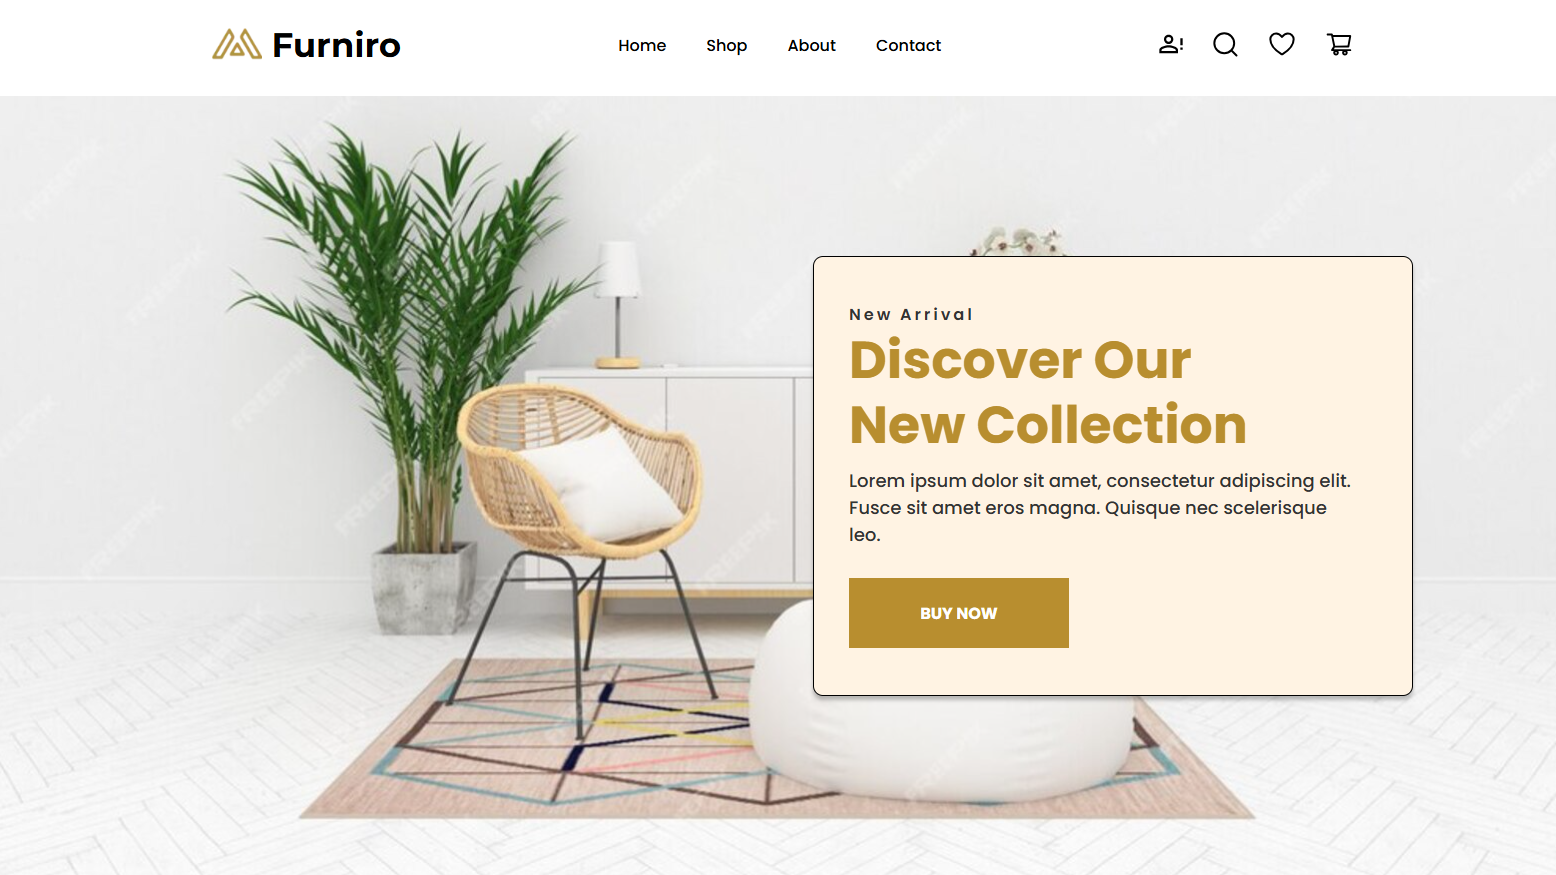 Furniro
Home Shop About Contact
New Arrival
Discover Our
New Collection
Lorem ipsum dolor sit amet, consectetur adipiscing elit.
Fusce sit amet eros magna. Quisque nec scelerisque
leo.
BUY NOW
FREEPIK